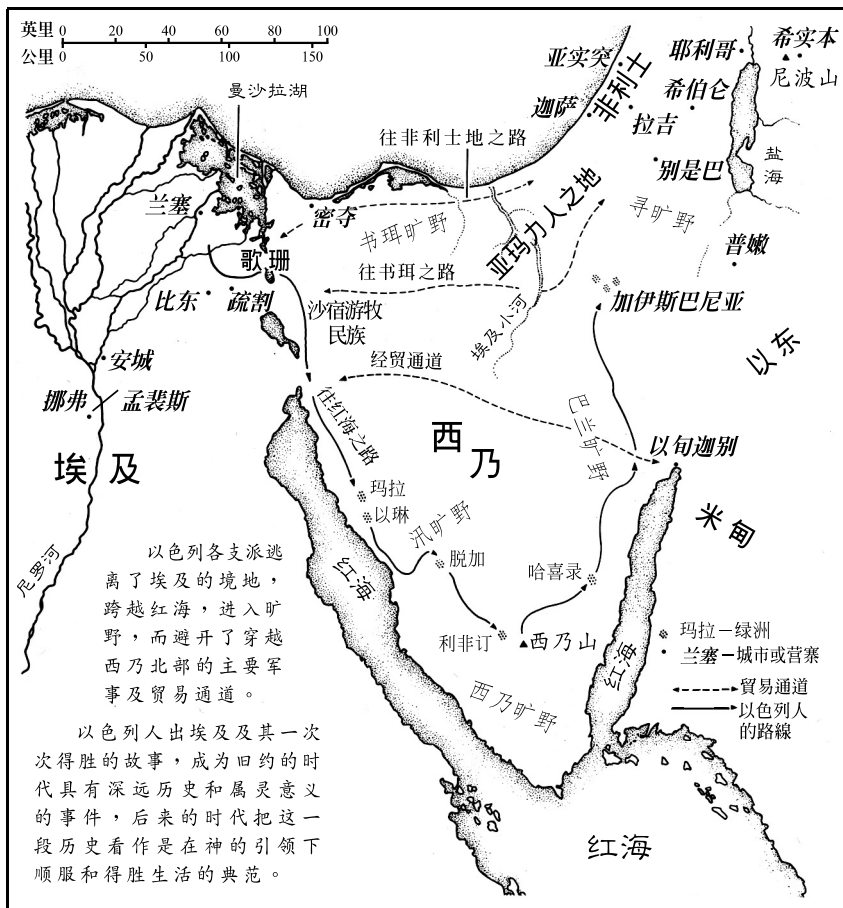 英里 0 20 40 60 80 100
公里 0 50 100 150
曼沙拉湖
亚实突
耶利哥
希实本
尼波山
迦萨
非利士
拉吉
希伯仑
往非利士地之路
别是巴
盐海
兰塞
密夺
书珥旷野
亚玛力人之地
寻旷野
普嫩
歌珊
往书珥之路
比东
疏割
沙宿游牧
民族
埃及小河
加伊斯巴尼亚
以东
安城
经贸通道
挪弗
孟裴斯
往红海之路
西乃
巴兰旷野
以旬迦别
埃及
玛拉
以琳
汛旷野
米甸
尼罗河
红海
脱加
哈喜录
利非订
西乃山
西乃旷野
红海
玛拉－绿洲
兰塞－城市或营寨
貿易通道
以色列人
的路線
以色列各支派逃
离了埃及的境地，
跨越红海，进入旷
野，而避开了穿越
西乃北部的主要军
事及贸易通道。
以色列人出埃及及其一次
次得胜的故事，成为旧约的时
代具有深远历史和属灵意义
的事件，后来的时代把这一
段历史看作是在神的引领下
顺服和得胜生活的典范。
红海